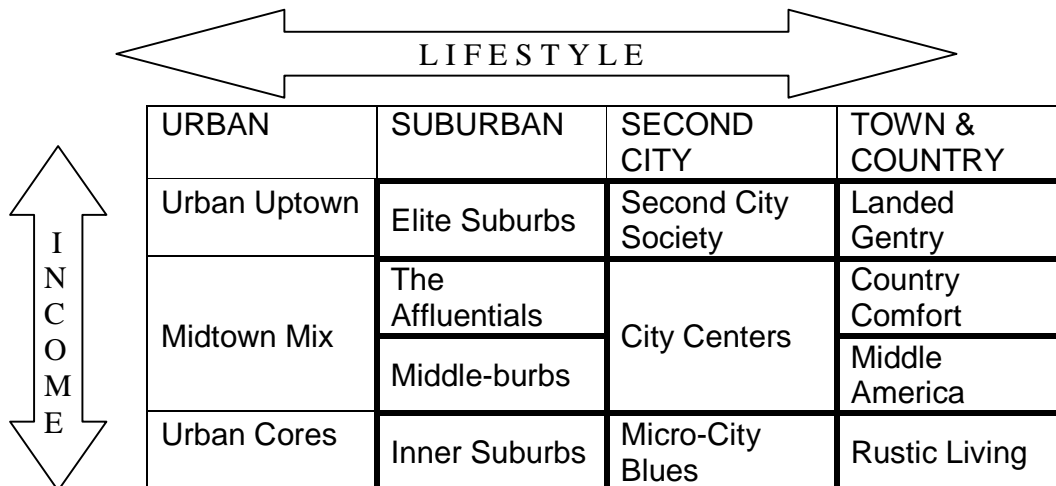 LIFESTYLE
URBAN
SUBURBAN
SECOND
CITY
TOWN &
COUNTRY
INCOME
Urban Uptown
Elite Suburbs
Second City
Society
Landed
Gentry
Midtown Mix
The
Affluentials
Middle-burbs
City Centers
Country
Comfort
Middle
America
Urban Cores
Inner Suburbs
Micro-City
Blues
Rustic Living